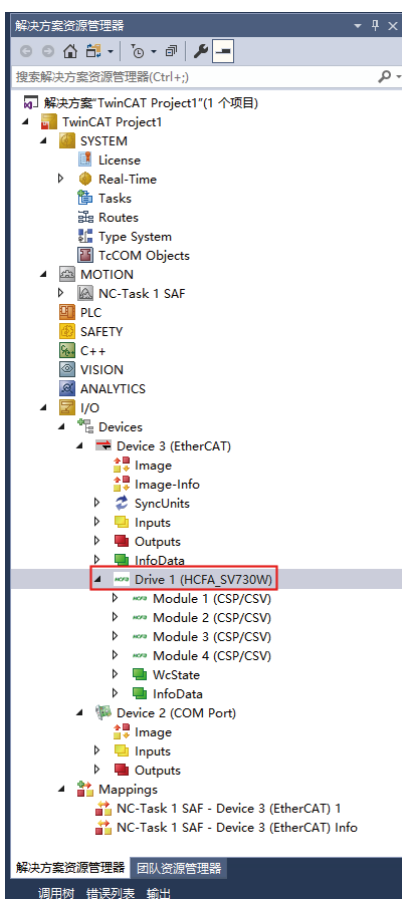 解决方案资源管理器
搜索解决方案资源管理器(Ctrl+;)
解决方案"TwinCAT Project1"(1 个项目)
TwinCAT Project1
SYSTEM
License
Real-Time
Tasks
Routes
Type System
TcCOM Objects
MOTION
NC-Task 1 SAF
PLC
SAFETY
C++
VISION
ANALYTICS
I/O
Devices
Device 3 (EtherCAT)
Image
Image-Info
SyncUnits
Inputs
Outputs
InfoData
Drive 1 (HCFA_SV730W)
Module 1 (CSP/CSV)
Module 2 (CSP/CSV)
Module 3 (CSP/CSV)
Module 4 (CSP/CSV)
WcState
InfoData
Device 2 (COM Port)
Image
Inputs
Outputs
Mappings
NC-Task 1 SAF - Device 3 (EtherCAT) 1
NC-Task 1 SAF - Device 3 (EtherCAT) Info
解决方案资源管理器 团队资源管理器
调用树 错误列表 输出